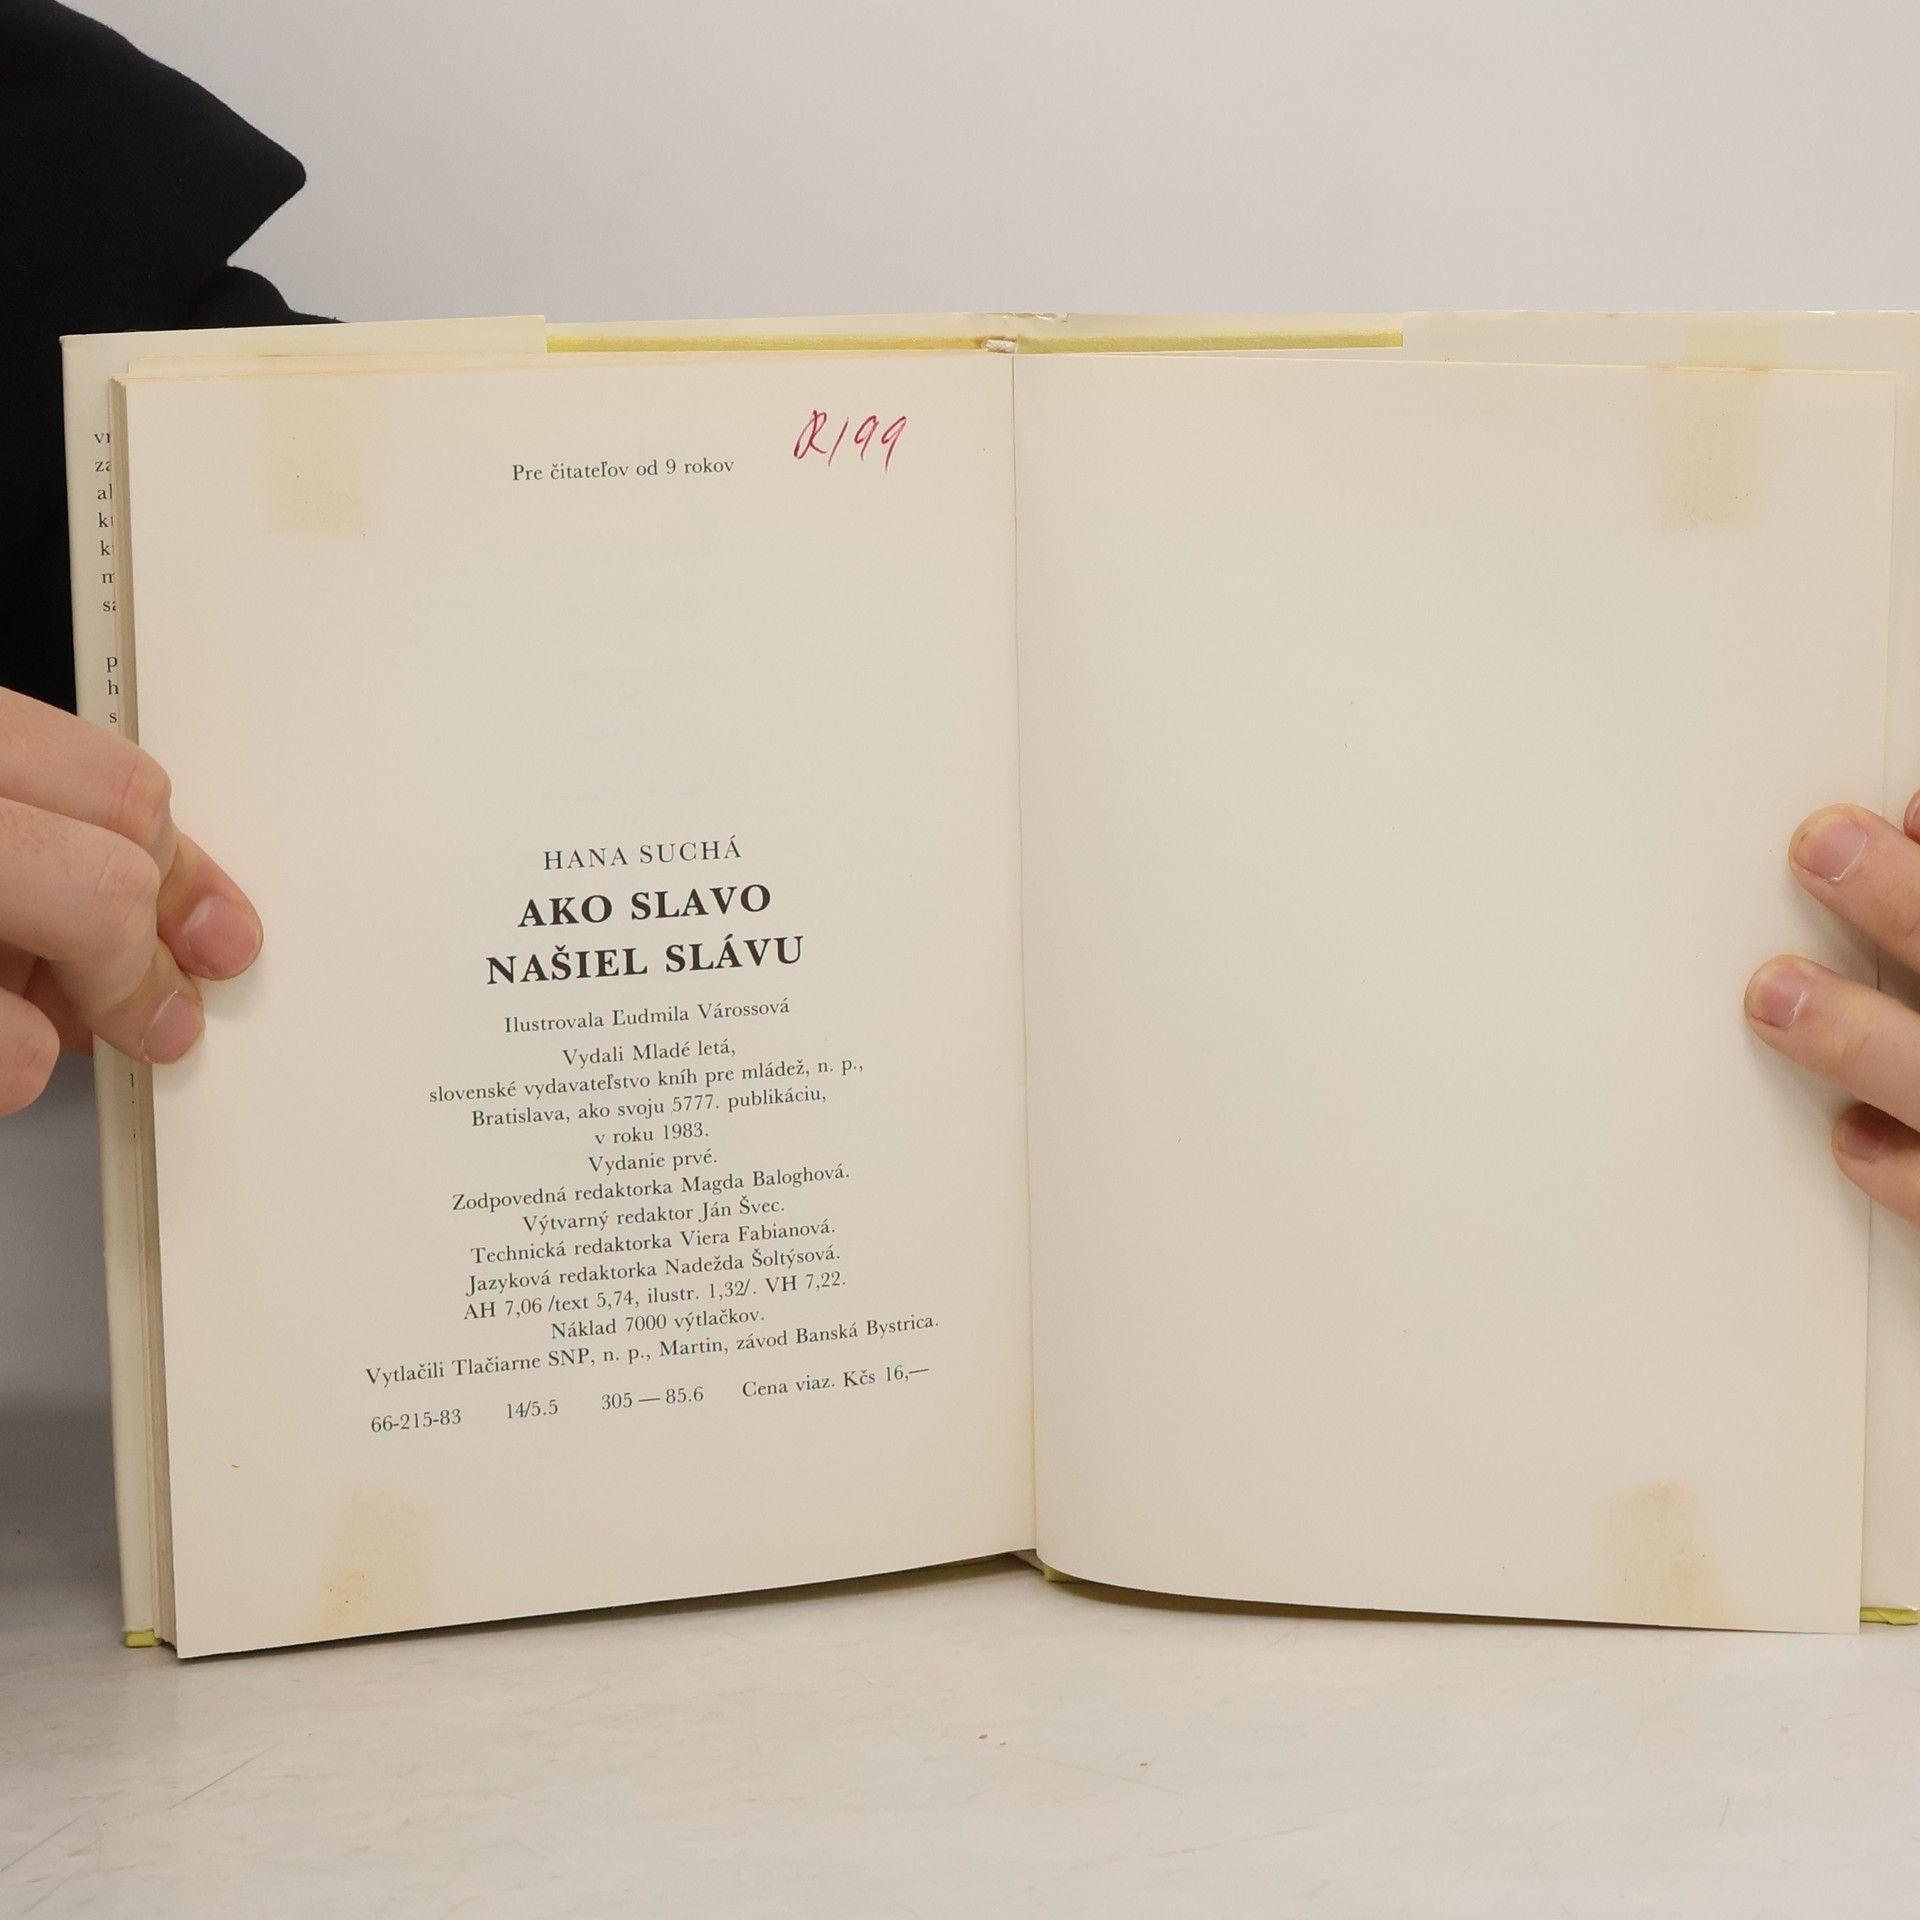 Pre čitateľov od 9 rokov
R/99
HANA SUCHÁ
AKO SLAVO
NAŠIEL SLÁVU
Ilustrovala Ľudmila Várossová
Vydali Mladé letá,
slovenské vydavateľstvo kníh pre mládež, n. p.,
Bratislava, ako svoju 5777. publikáciu,
v roku 1983.
Vydanie prvé.
Zodpovedná redaktorka Magda Baloghová.
Výtvarný redaktor Ján Švec.
Technická redaktorka Viera Fabianová.
Jazyková redaktorka Nadežda Šoltýsová.
AH 7,06 /text 5,74, ilustr. 1,32/. VH 7,22.
Náklad 7000 výtlačkov.
Vytlačili Tlačiarne SNP, n. p., Martin, závod Banská Bystrica.
66-215-83 14/5.5 305 — 85.6 Cena viaz. Kčs 16,—